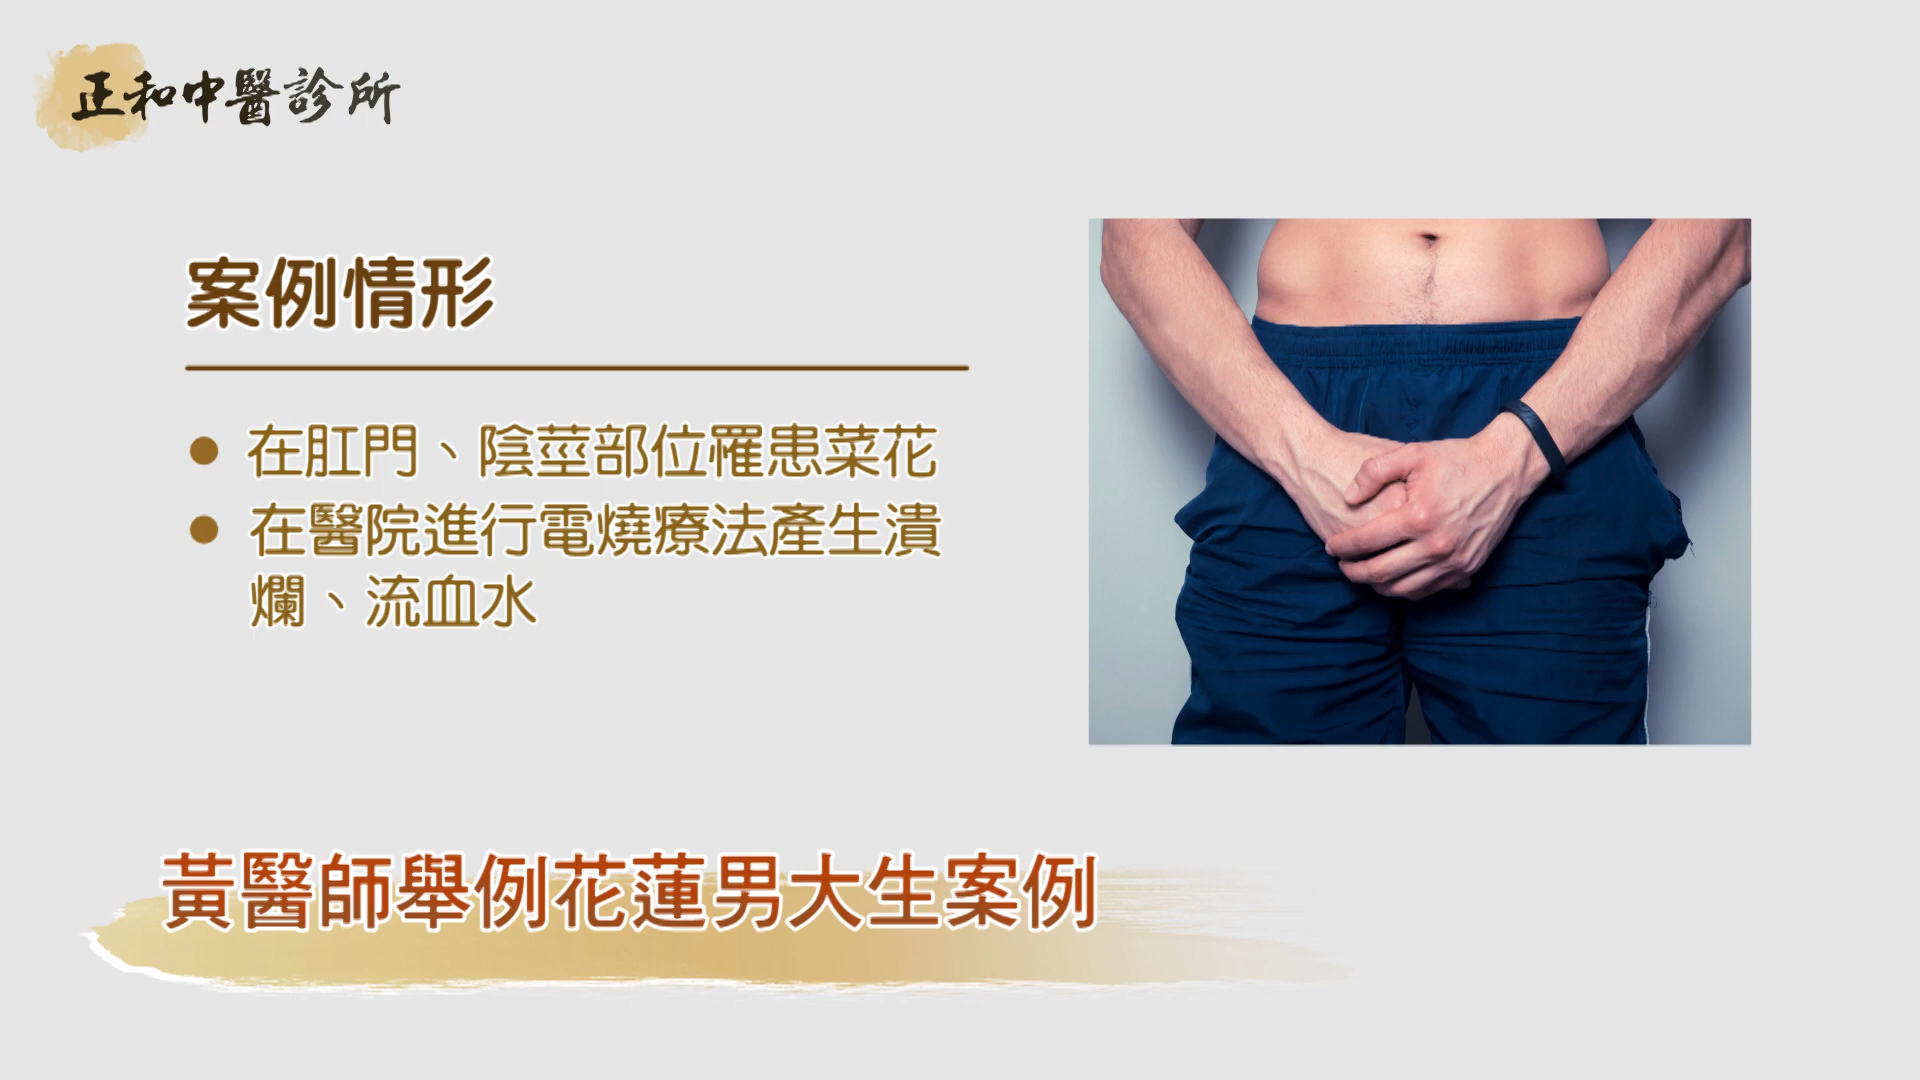 正和中醫診所
案例情形
在肛門、陰莖部位罹患菜花
在醫院進行電燒療法產生潰
爛、流血水
黃醫師舉例花蓮男大生案例